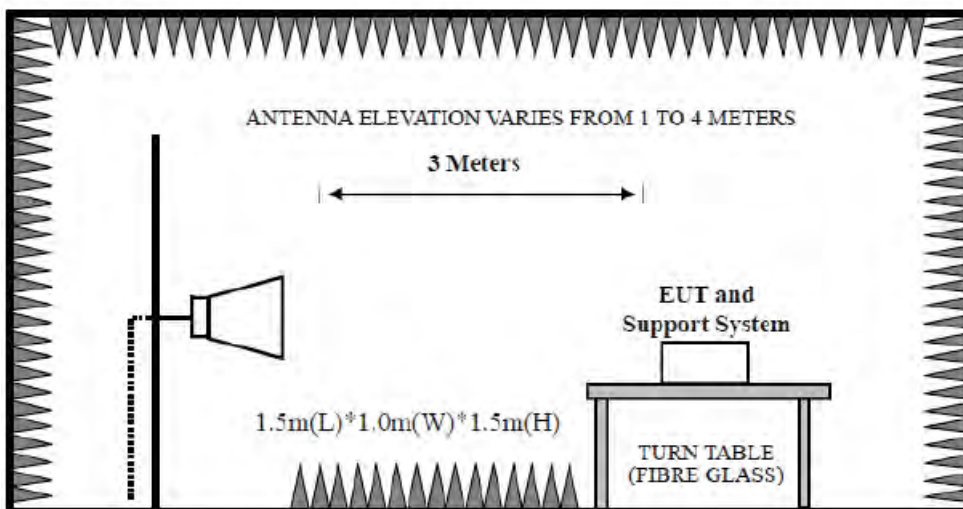 ANTENNA ELEVATION VARIES FROM 1 TO 4 METERS
3 Meters
EUT and
Support System
1.5m(L)*1.0m(W)*1.5m(H)
TURN TABLE
(FIBRE GLASS)